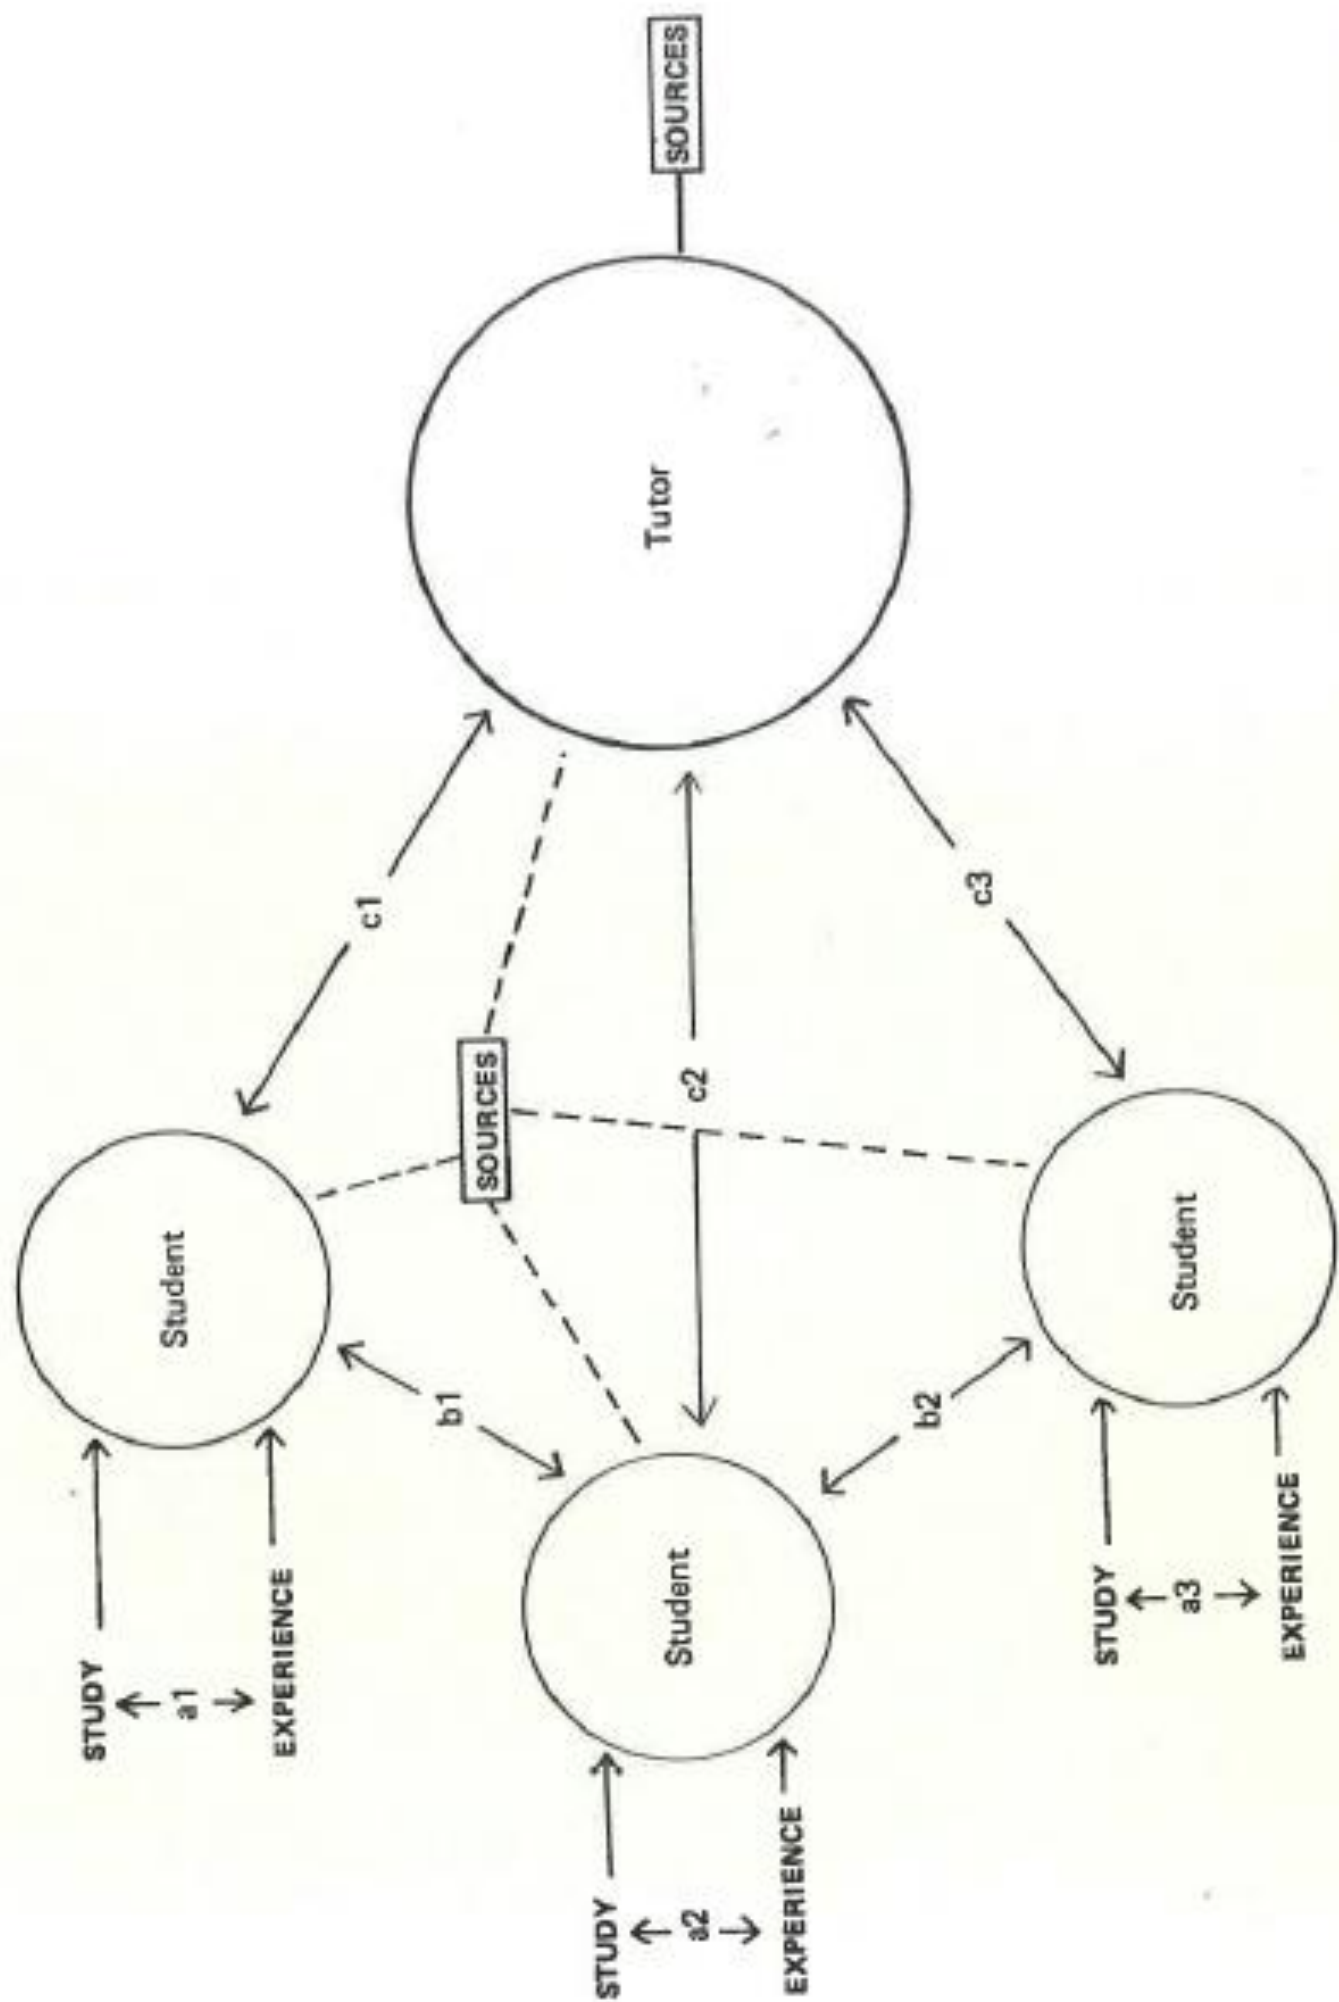 STUDY
a1
EXPERIENCE
Student
c1
b1
SOURCES
STUDY
a2
EXPERIENCE
Student
c2
Tutor
SOURCES
b2
c3
STUDY
a3
EXPERIENCE
Student